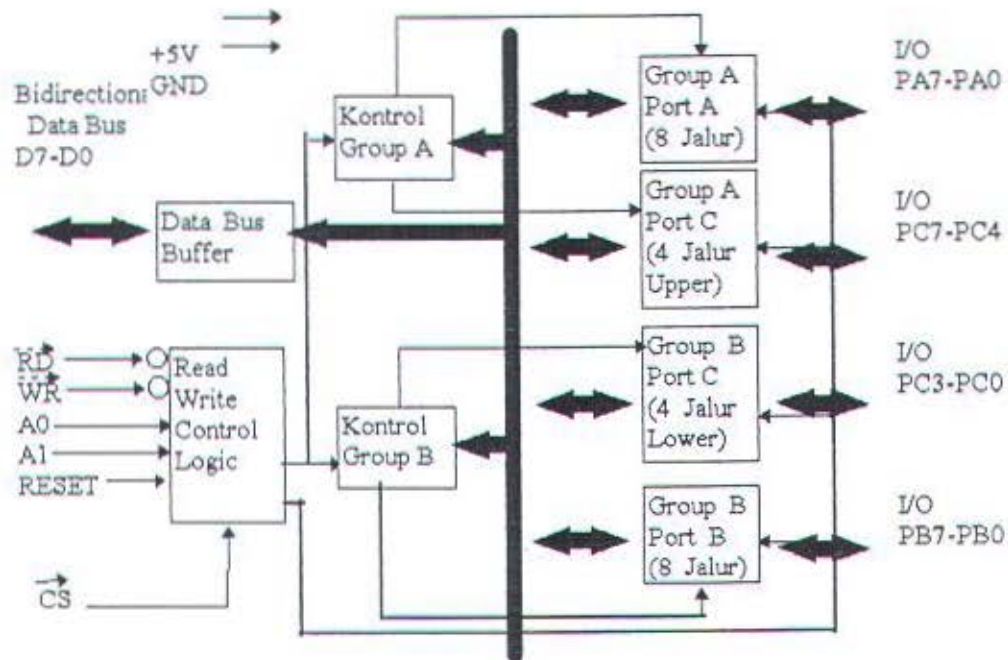 +5V
GND
Bidirection
Data Bus
D7-D0
Data Bus
Buffer
RD
WR
A0
A1
RESET
CS
Read
Write
Control
Logic
Kontrol
Group A
Kontrol
Group B
Group A
Port A
(8 Jalur)
Group A
Port C
(4 Jalur
Upper)
Group B
Port C
(4 Jalur
Lower)
Group B
Port B
(8 Jalur)
I/O
PA7-PA0
I/O
PC7-PC4
I/O
PC3-PC0
I/O
PB7-PB0